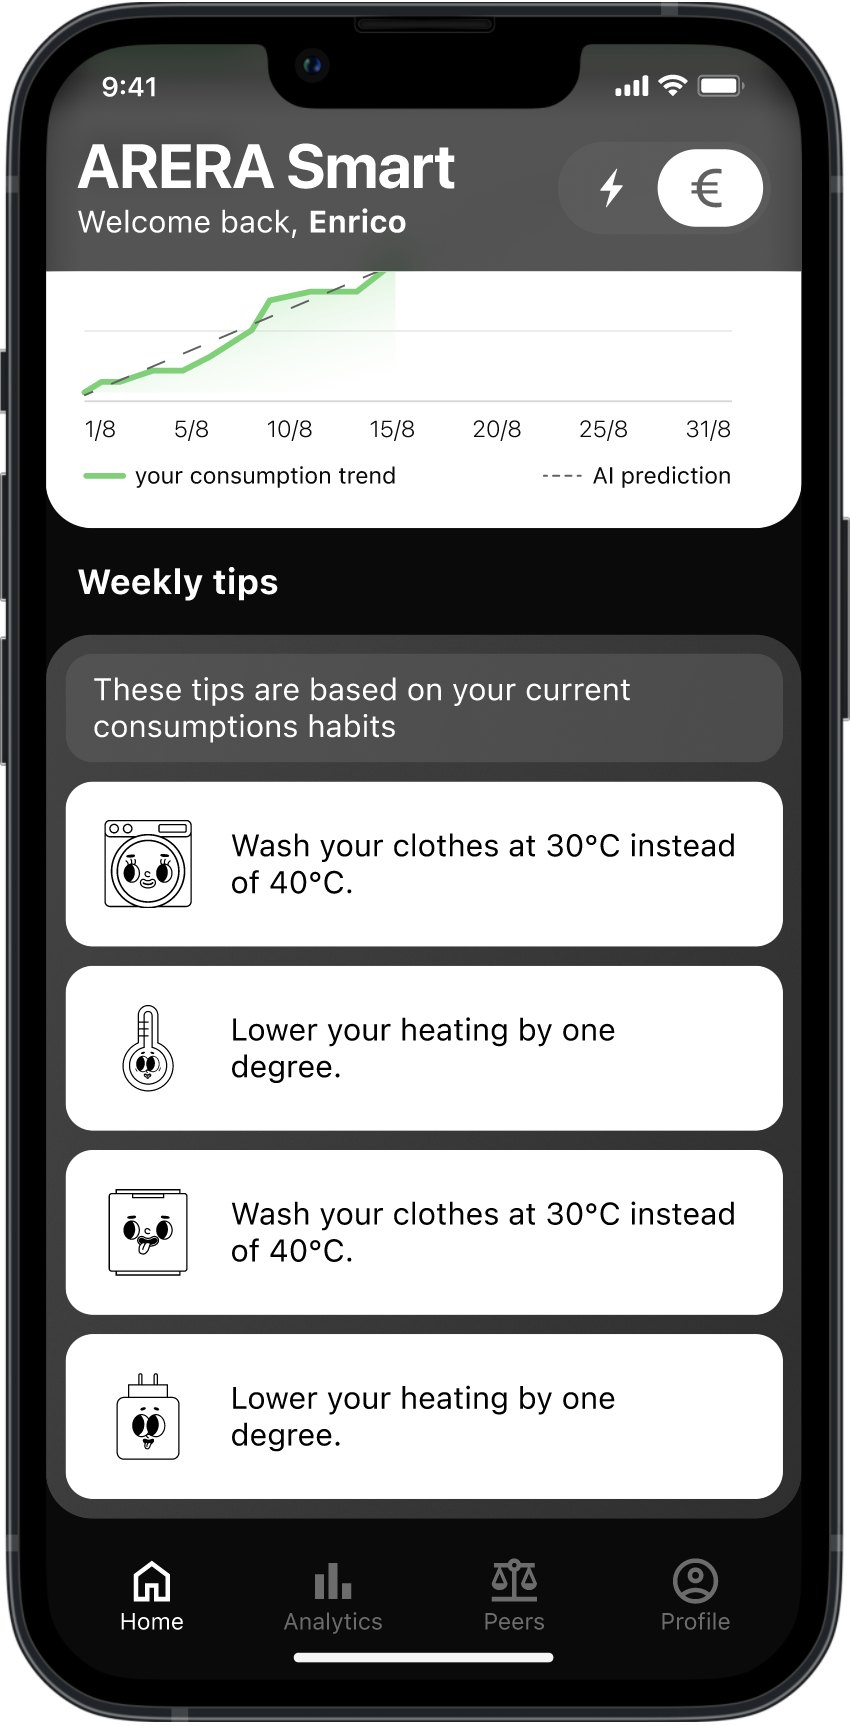 9:41
ARERA Smart
€
Welcome back, Enrico
1/8 5/8 10/8 15/8 20/8 25/8 31/8
your consumption trend AI prediction
Weekly tips
These tips are based on your current
consumptions habits
Wash your clothes at 30°C instead
of 40°C.
Lower your heating by one
degree.
Wash your clothes at 30°C instead
of 40°C.
Lower your heating by one
degree.
Home Analytics Peers Profile